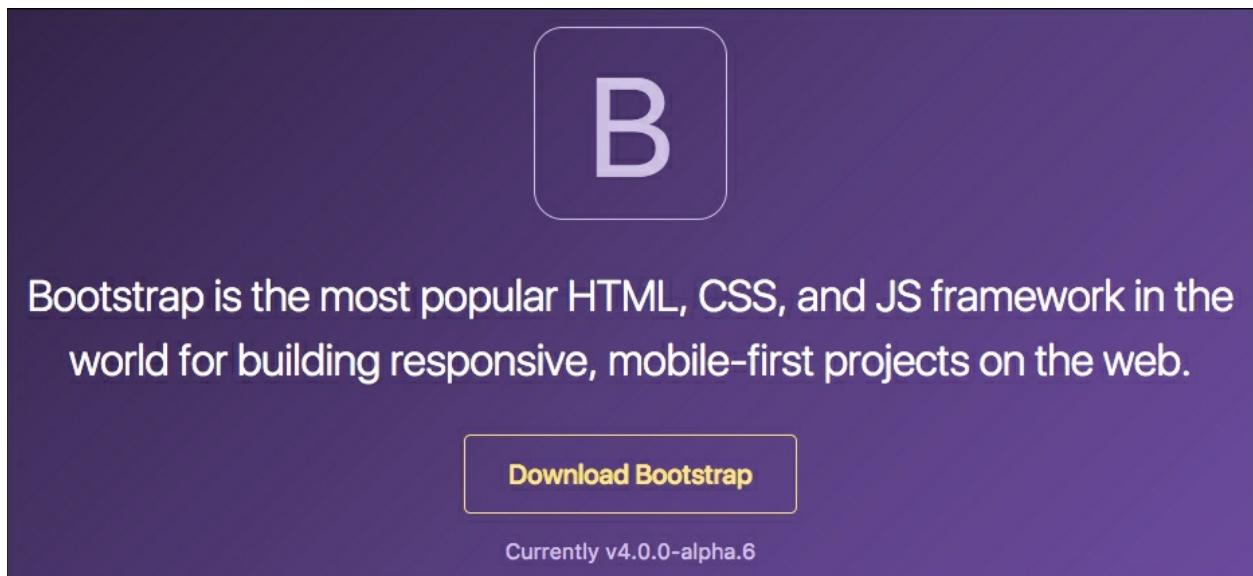 B
Bootstrap is the most popular HTML, CSS, and JS framework in the
world for building responsive, mobile-first projects on the web.
Download Bootstrap
Currently v4.0.0-alpha.6